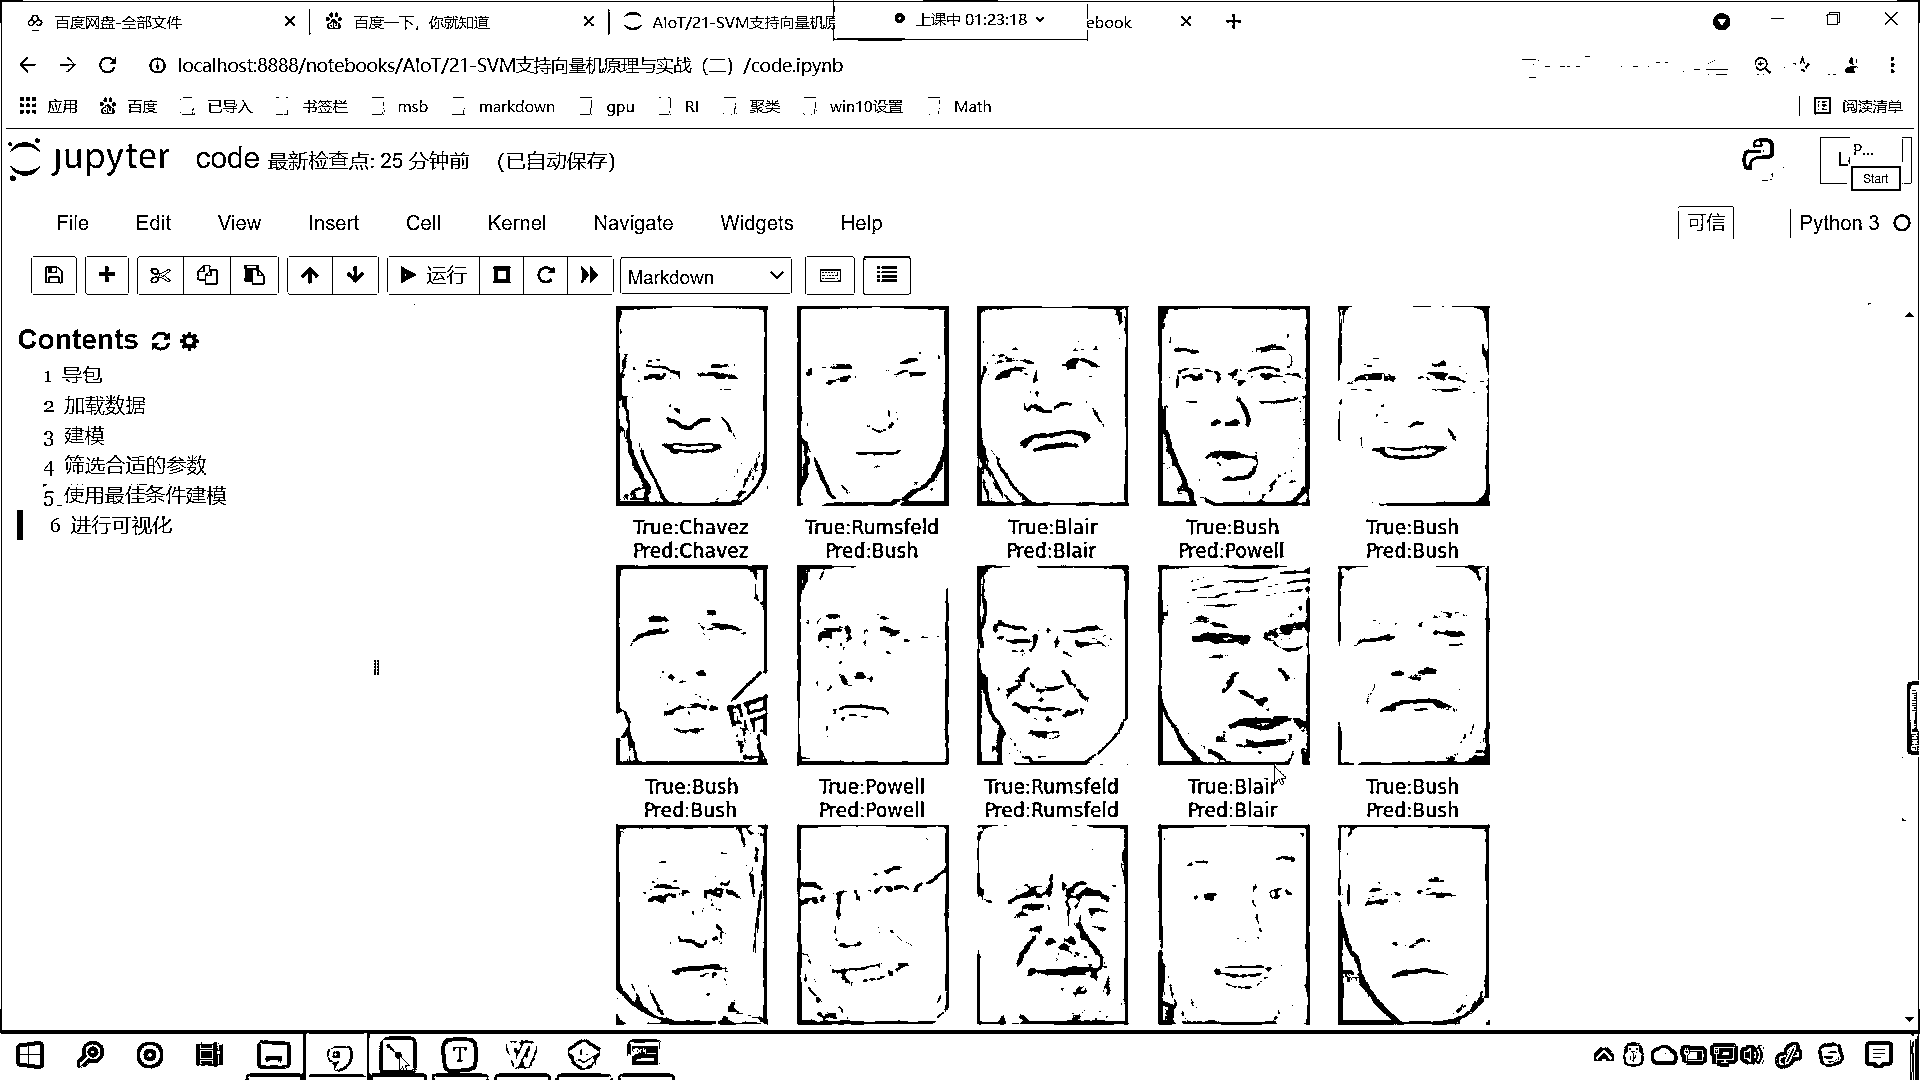 百度网盘-全部文件
百度一下，你就知道
AIoT/21-SVM支持向量机原
上课中 01:23:18
ebook
localhost:8888/notebooks/AIoT/21-SVM支持向量机原理与实战（二）/code.ipynb
应用
百度
已导入
书签栏
msb
markdown
gpu
RI
聚类
win10设置
Math
阅读清单
jupyter code 最新检查点: 25 分钟前 (已自动保存)
P...
Start
File Edit View Insert Cell Kernel Navigate Widgets Help
可信
Python 3
运行
Markdown
Contents
1 导包
2 加载数据
3 建模
4 筛选合适的参数
5 使用最佳条件建模
6 进行可视化
True:Chavez True:Rumsfeld True:Blair True:Bush True:Bush
Pred:Chavez Pred:Bush Pred:Blair Pred:Powell Pred:Bush
True:Bush True:Powell True:Rumsfeld True:Blair True:Bush
Pred:Bush Pred:Powell Pred:Rumsfeld Pred:Blair Pred:Bush